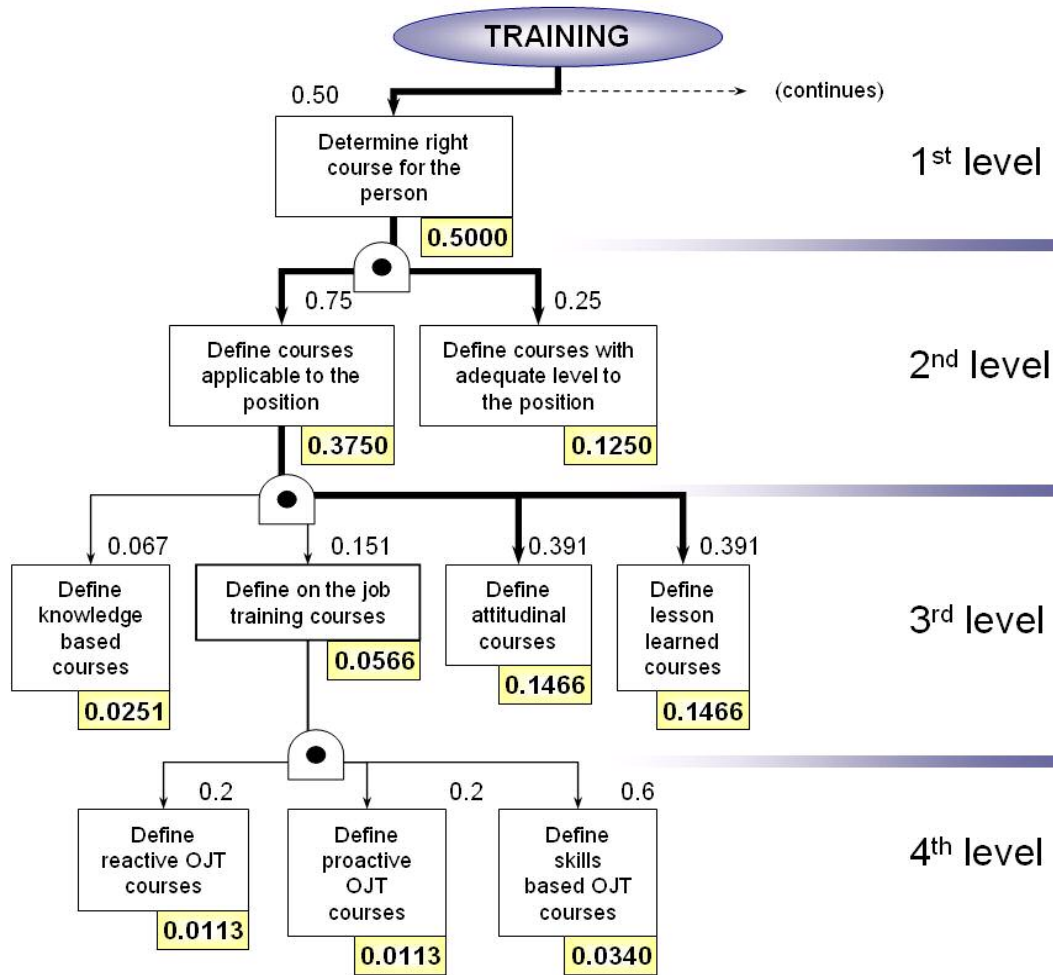 TRAINING
0.50
(continues)
Determine right
course for the
person
1st level
0.5000
0.75
0.25
Define courses
applicable to the
position
Define courses with
adequate level to
the position
2nd level
0.3750
0.1250
0.067
0.151
0.391
0.391
Define
knowledge
based
courses
Define on the job
training courses
Define
attitudinal
courses
Define
lesson
learned
courses
3rd level
0.0251
0.0566
0.1466
0.1466
0.2
0.2
0.6
Define
reactive OJT
courses
Define
proactive
OJT
courses
Define
skills
based OJT
courses
4th level
0.0113
0.0113
0.0340